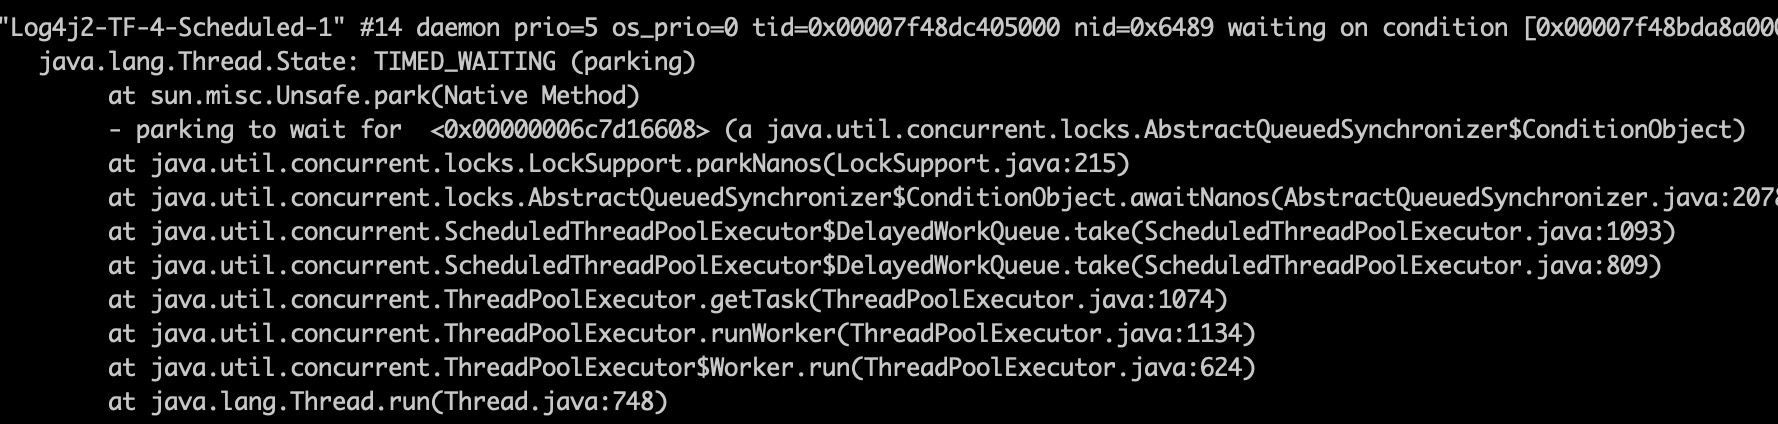 "Log4j2-TF-4-Scheduled-1" #14 daemon prio=5 os_prio=0 tid=0x00007f48dc405000 nid=0x6489 waiting on condition [0x00007f48bda8a000
java.lang.Thread.State: TIMED_WAITING (parking)
at sun.misc.Unsafe.park(Native Method)
- parking to wait for  <0x00000006c7d16608> (a java.util.concurrent.locks.AbstractQueuedSynchronizer$ConditionObject)
at java.util.concurrent.locks.LockSupport.parkNanos(LockSupport.java:215)
at java.util.concurrent.locks.AbstractQueuedSynchronizer$ConditionObject.awaitNanos(AbstractQueuedSynchronizer.java:2078
at java.util.concurrent.ScheduledThreadPoolExecutor$DelayedWorkQueue.take(ScheduledThreadPoolExecutor.java:1093)
at java.util.concurrent.ScheduledThreadPoolExecutor$DelayedWorkQueue.take(ScheduledThreadPoolExecutor.java:809)
at java.util.concurrent.ThreadPoolExecutor.getTask(ThreadPoolExecutor.java:1074)
at java.util.concurrent.ThreadPoolExecutor.runWorker(ThreadPoolExecutor.java:1134)
at java.util.concurrent.ThreadPoolExecutor$Worker.run(ThreadPoolExecutor.java:624)
at java.lang.Thread.run(Thread.java:748)